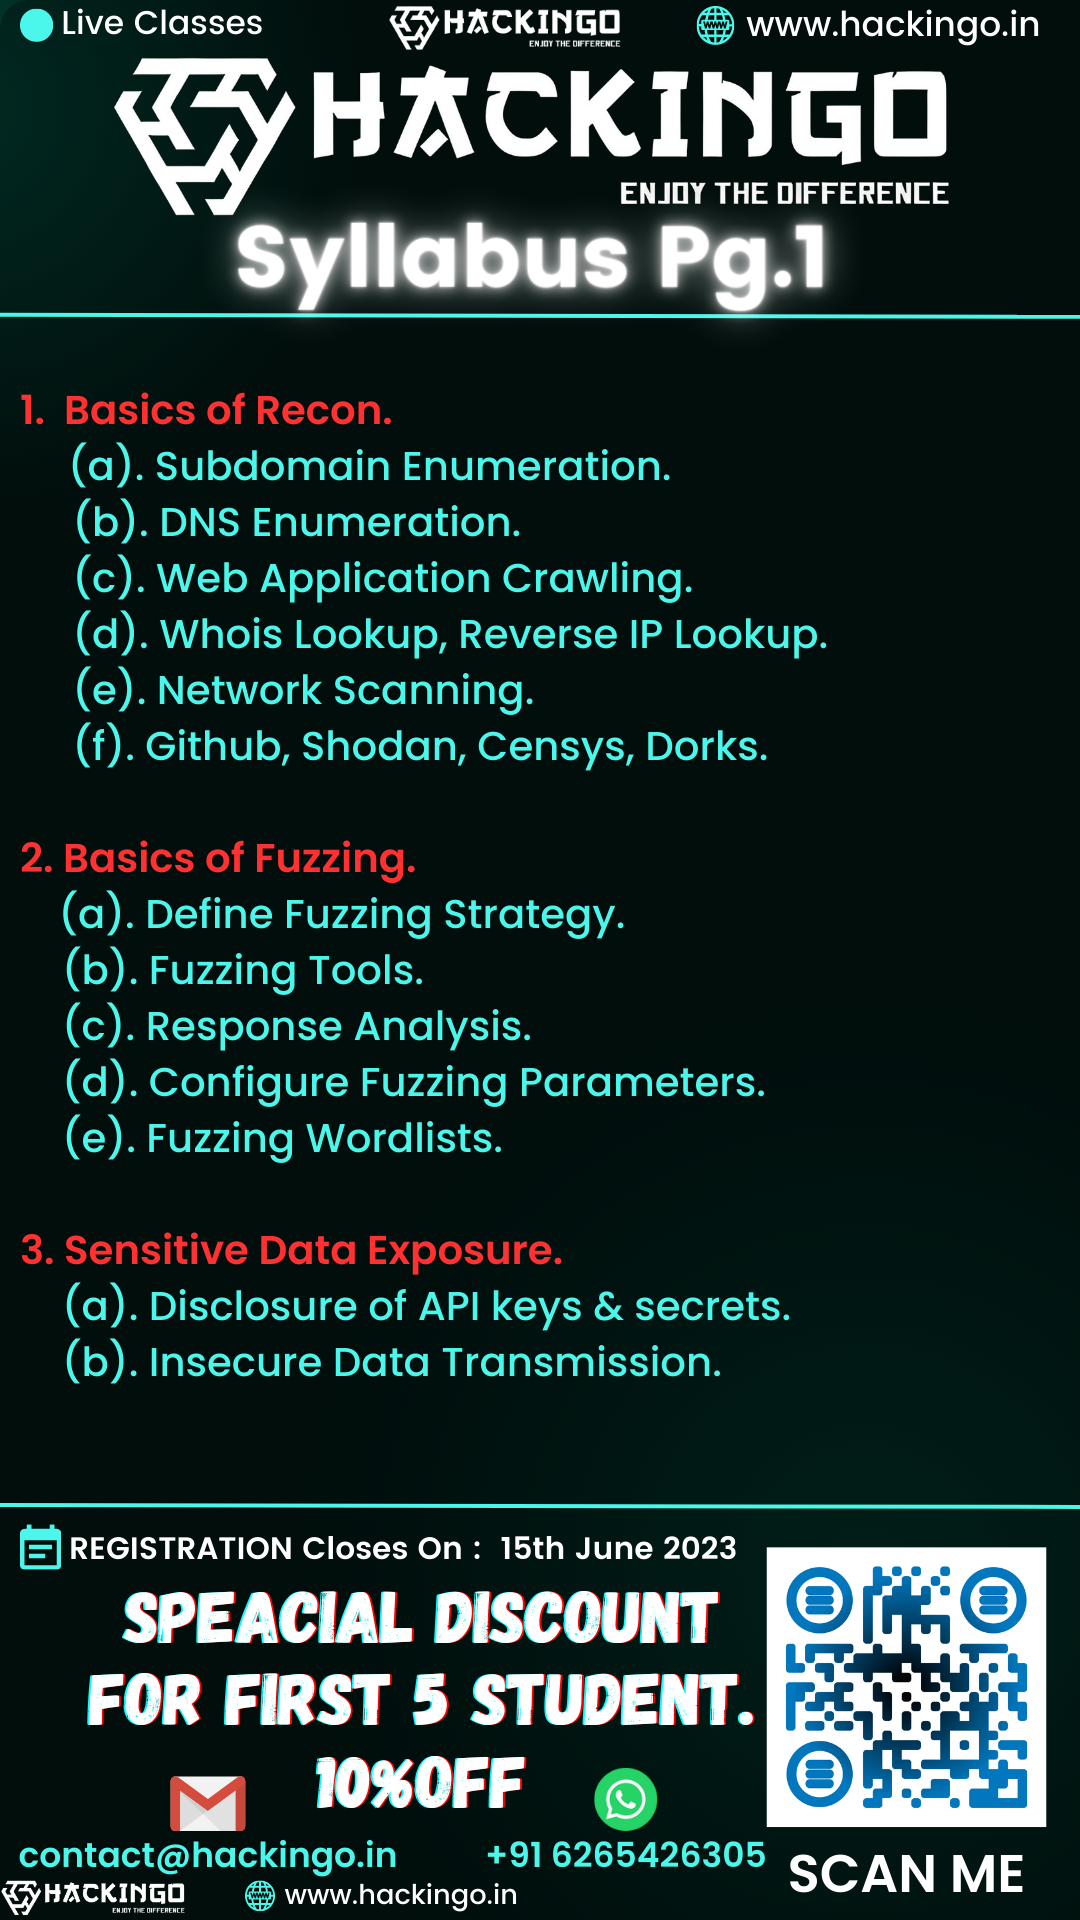 Live Classes
HACKINGO
ENJOY THE DIFFERENCE
www.hackingo.in
HACKINGO
ENJOY THE DIFFERENCE
Syllabus Pg.1
1. Basics of Recon.
(a). Subdomain Enumeration.
(b). DNS Enumeration.
(c). Web Application Crawling.
(d). Whois Lookup, Reverse IP Lookup.
(e). Network Scanning.
(f). Github, Shodan, Censys, Dorks.
2. Basics of Fuzzing.
(a). Define Fuzzing Strategy.
(b). Fuzzing Tools.
(c). Response Analysis.
(d). Configure Fuzzing Parameters.
(e). Fuzzing Wordlists.
3. Sensitive Data Exposure.
(a). Disclosure of API keys & secrets.
(b). Insecure Data Transmission.
REGISTRATION Closes On : 15th June 2023
SPEACIAL DISCOUNT
FOR FIRST 5 STUDENT.
10%OFF
contact@hackingo.in
+91 6265426305
SCAN ME
HACKINGO
ENJOY THE DIFFERENCE
www.hackingo.in